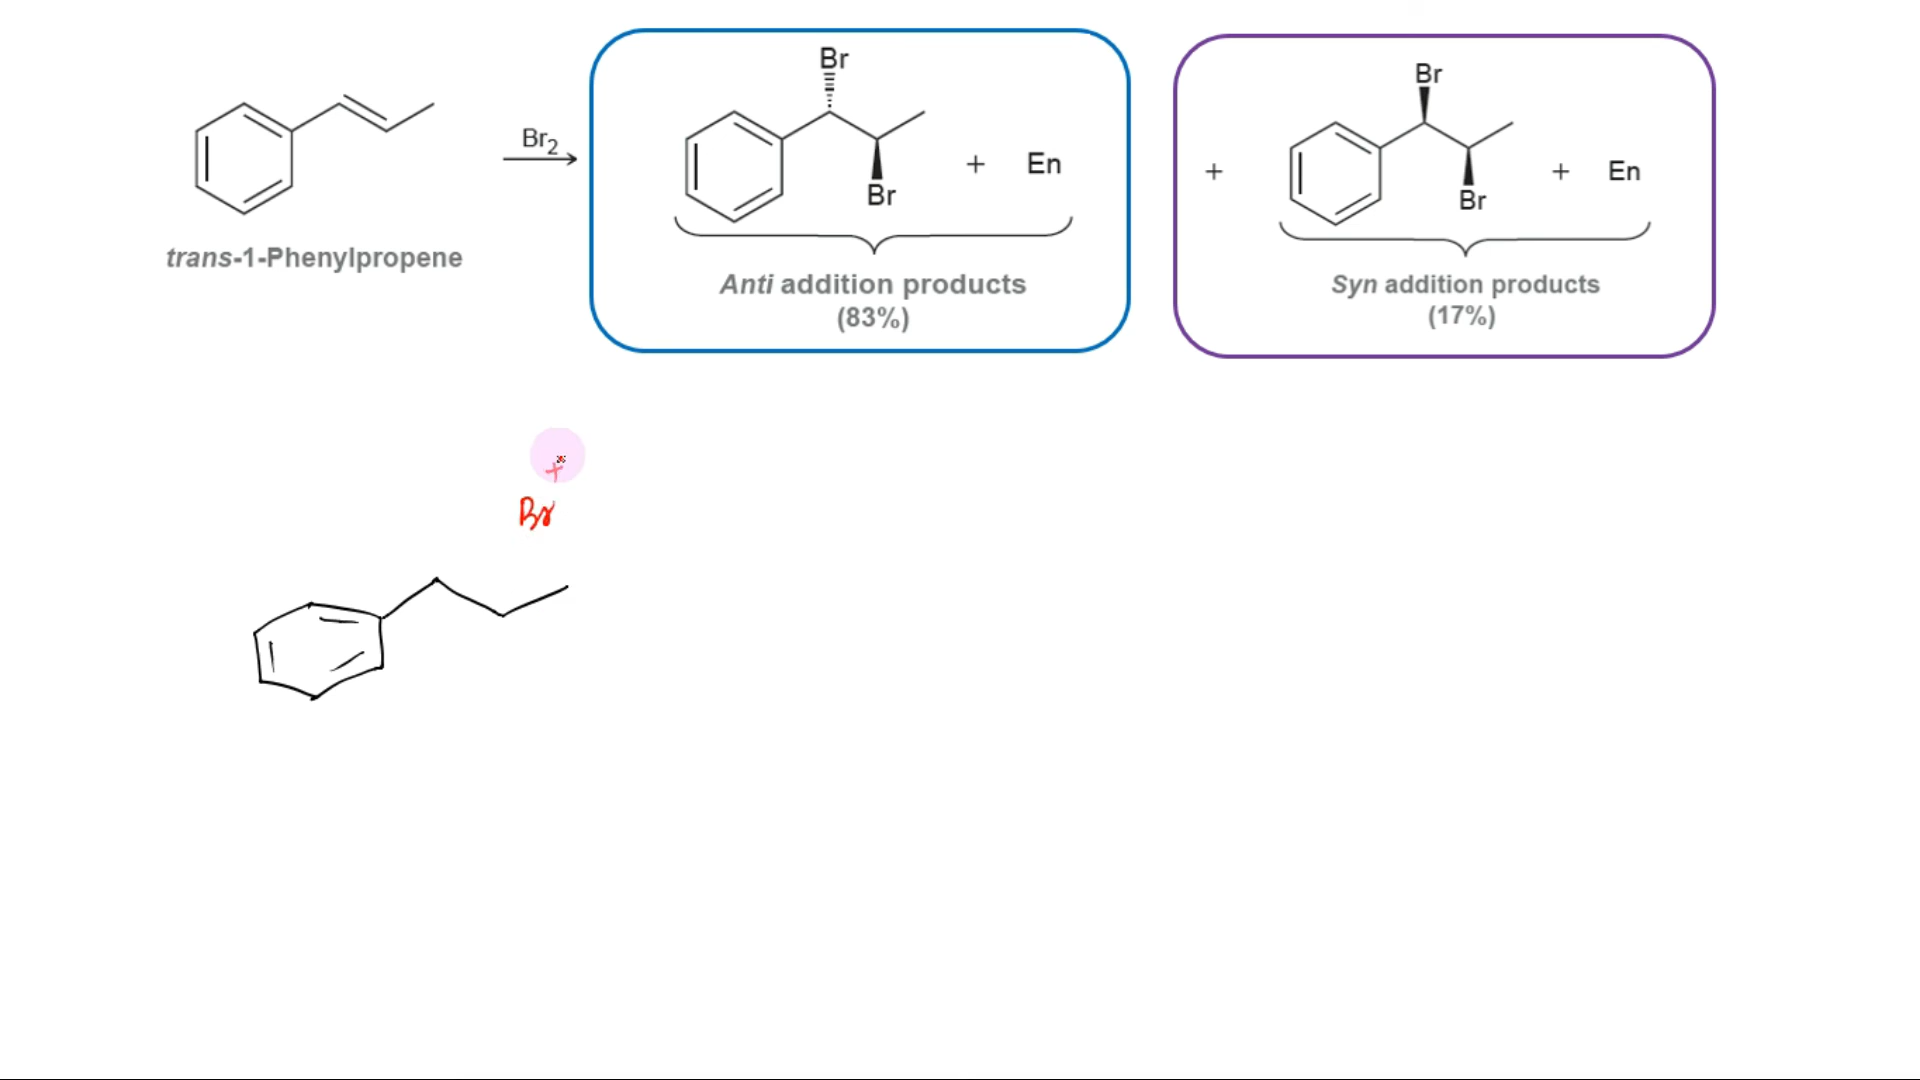 Br₂
trans-1-Phenylpropene
Br
Br
+ En
Anti addition products
(83%)
+
Br
Br
+ En
Syn addition products
(17%)
+
Br